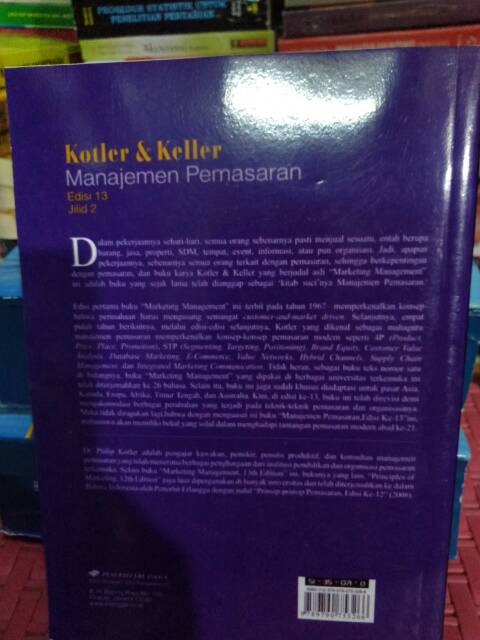 PROSEDUR STATISTIK UNTUK
PENELITIAN PERTANIAN
Kotler & Keller
Manajemen Pemasaran
Edisi 13
Jilid 2
Dalam pekerjaannya sehari-hari, semua orang sebenarnya pasti menjual sesuatu, entah berupa
barang, jasa, properti, SDM, tempat, event, informasi, atau pun organisasi. Jadi, apapun
pekerjaannya, sebenarnya semua orang terkait dengan pemasaran, sehingga berkepentingan
dengan pemasaran, dan buku karya Kotler & Keller yang berjudul asli "Marketing Management"
ini adalah buku yang sejak lama telah dianggap sebagai 'kitab suci'nya Manajemen Pemasaran.
Edisi pertama buku "Marketing Management" ini terbit pada tahun 1967 memperkenalkan konsep
bahwa perusahaan harus mengusung semangat customer-and-market driven. Selanjutnya, empat
puluh tahun berikutnya, melalui edisi-edisi selanjutnya, Kotler yang dikenal sebagai mahaguru
manajemen pemasaran memperkenalkan konsep-konsep pemasaran modern seperti 4P (Product,
Price, Place, Promotion), STP (Segmenting, Targeting, Positioning), Brand Equity, Customer Value
Analysis, Database Marketing, E-Commerce, Value Networks, Hybrid Channels, Supply Chain
Management, dan Integrated Marketing Communication. Tidak heran, sebagai buku teks nomor satu
di bidangnya, buku "Marketing Management" yang dipakai di berbagai universitas terkemuka ini
telah diterjemahkan ke 26 bahasa. Selain itu, buku ini juga sudah khusus diadaptasi untuk pasar Asia,
Kanada, Eropa, Afrika, Timur Tengah, dan Australia. Kini, di edisi ke-13, buku ini telah direvisi demi
mengakomodasi berbagai perubahan yang terjadi pada teknik-teknik pemasaran dan organisasinya.
Maka tidak diragukan lagi, bahwa dengan menguasai isi buku "Manajemen Pemasaran, Edisi Ke-13" ini,
mahasiswa akan memiliki bekal yang solid dalam menghadapi tantangan pemasaran modern abad ke-21.
Dr. Philip Kotler adalah pengajar kawakan, pemikir, penulis produktif, dan konsultan manajemen
pemasaran yang telah menerima berbagai penghargaan dari institusi pendidikan dan organisasi pemasaran
terkemuka. Selain buku "Marketing Management, 13th Edition" ini, bukunya yang lain, "Principles of
Marketing, 12th Edition" juga laris dipergunakan di banyak universitas dan telah diterjemahkan ke dalam
Bahasa Indonesia oleh Penerbit Erlangga dengan judul "Prinsip-prinsip Pemasaran, Edisi Ke-12" (2008).
PENERBIT ERLANGGA
Jl. H. Baping Raya No. 100
Ciracas, Jakarta 13740